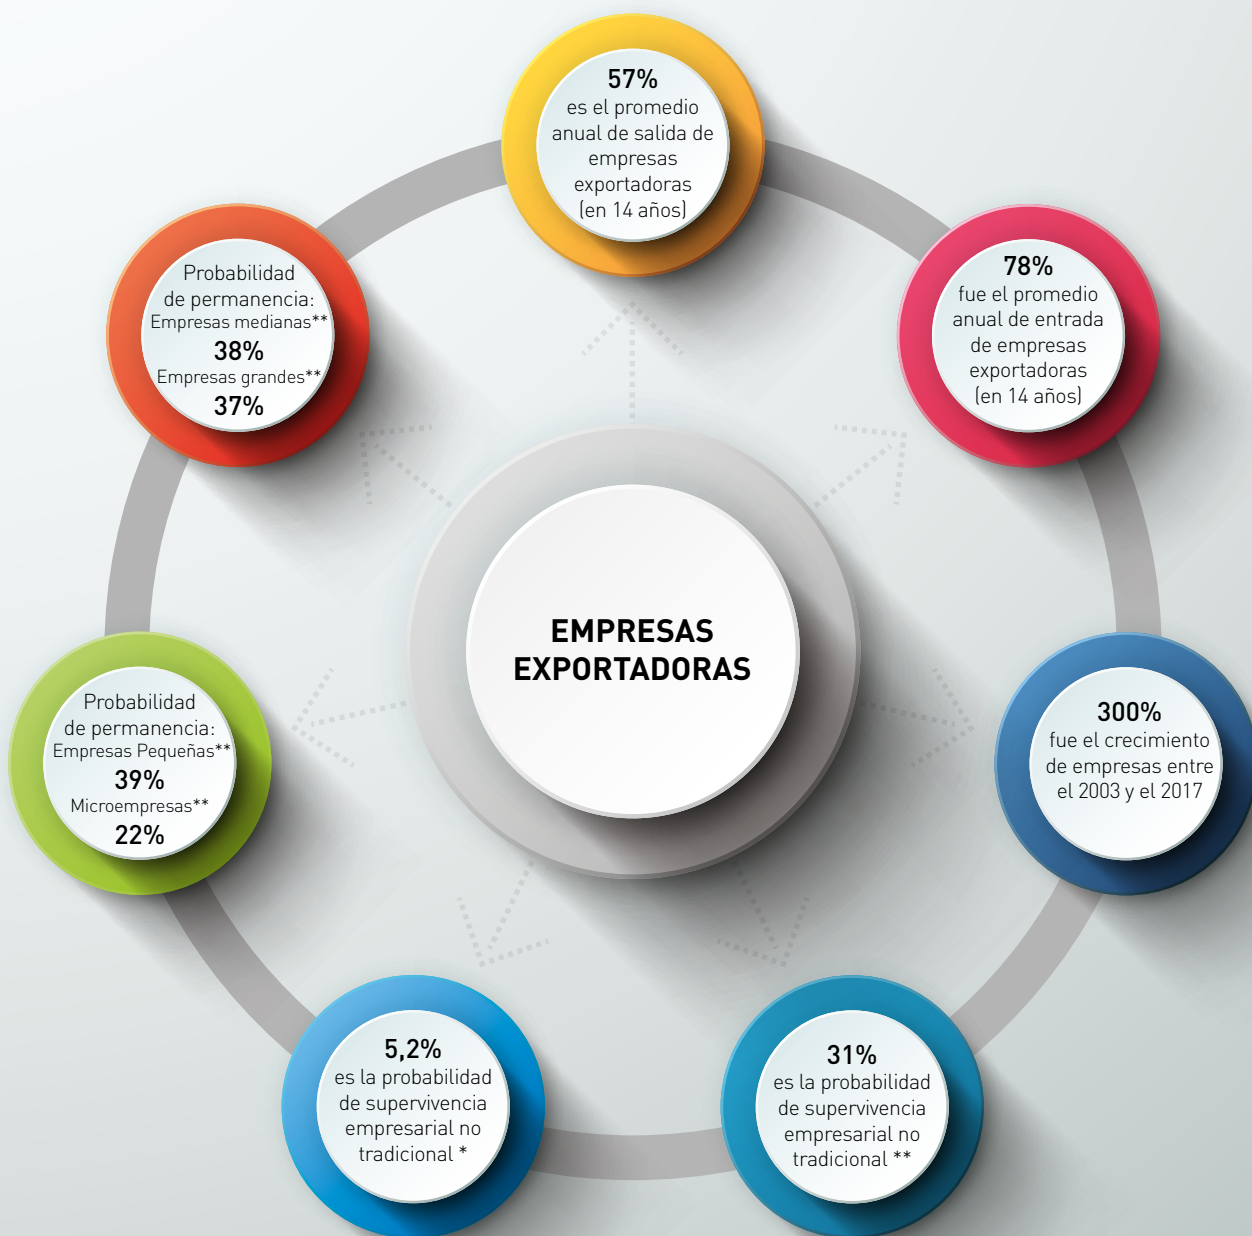 57%
es el promedio
anual de salida de
empresas
exportadoras
(en 14 años)
78%
fue el promedio
anual de entrada
de empresas
exportadoras
(en 14 años)
300%
fue el crecimiento
de empresas entre
el 2003 y el 2017
31%
es la probabilidad
de supervivencia
empresarial no
tradicional **
5,2%
es la probabilidad
de supervivencia
empresarial no
tradicional *
Probabilidad
de permanencia:
Empresas Pequeñas**
39%
Microempresas**
22%
Probabilidad
de permanencia:
Empresas medianas**
38%
Empresas grandes**
37%
EMPRESAS
EXPORTADORAS